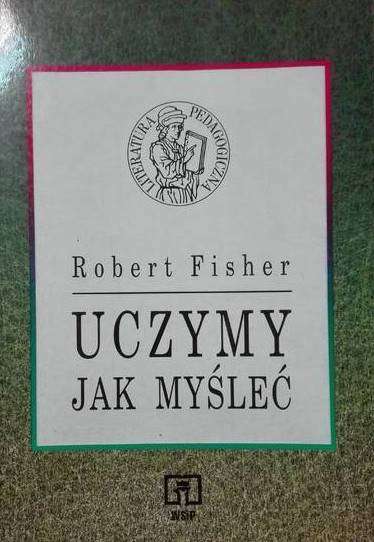 LITERATURA PEDAGOGICZNA
Robert Fisher
UCZYMY
JAK MYŚLEĆ
WSiP